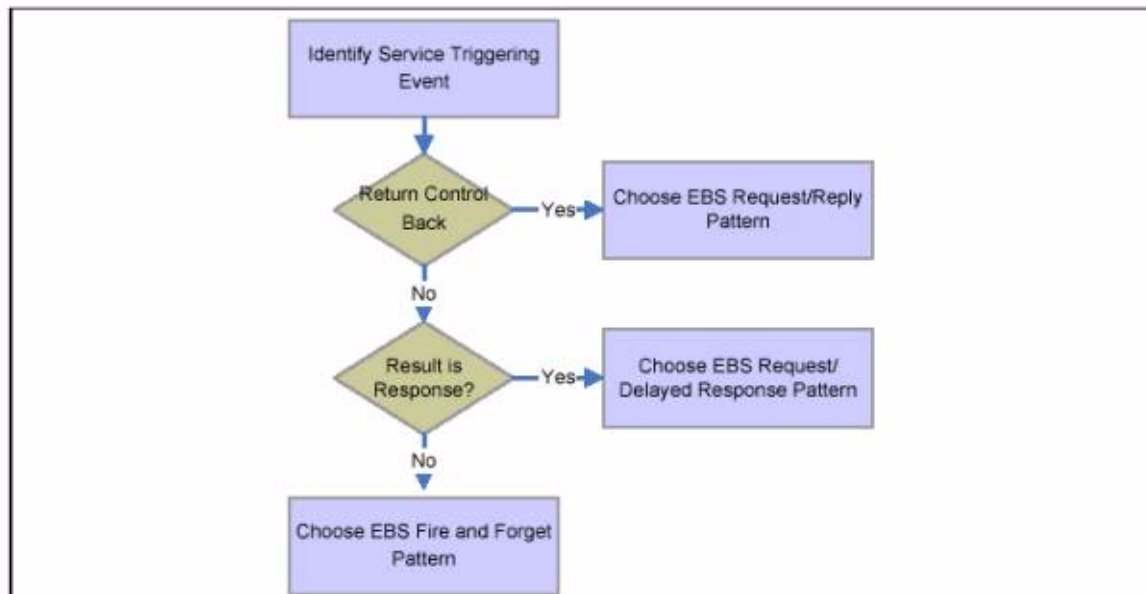 Identify Service Triggering
Event
Return Control
Back
Yes
Choose EBS Request/Reply
Pattern
No
Result is
Response?
Yes
Choose EBS Request/
Delayed Response Pattern
No
Choose EBS Fire and Forget
Pattern